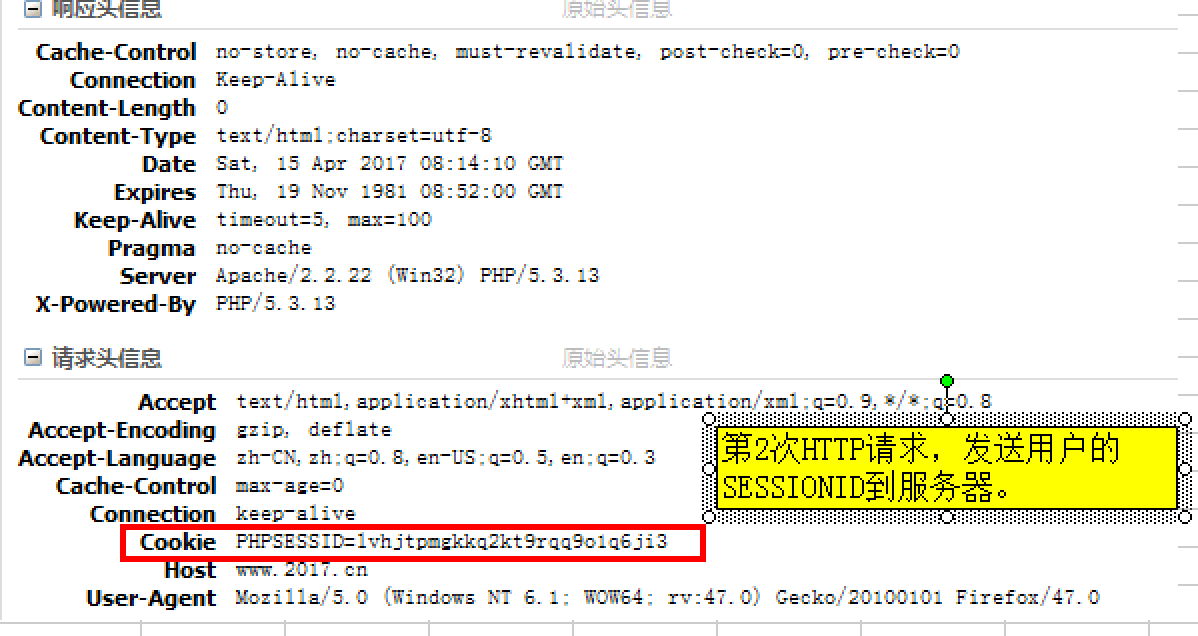 响应头信息 原始头信息
Cache-Control no-store, no-cache, must-revalidate, post-check=0, pre-check=0
Connection Keep-Alive
Content-Length 0
Content-Type text/html;charset=utf-8
Date Sat, 15 Apr 2017 08:14:10 GMT
Expires Thu, 19 Nov 1981 08:52:00 GMT
Keep-Alive timeout=5, max=100
Pragma no-cache
Server Apache/2.2.22 (Win32) PHP/5.3.13
X-Powered-By PHP/5.3.13
请求头信息 原始头信息
Accept text/html,application/xhtml+xml,application/xml;q=0.9,*/*;q=0.8
Accept-Encoding gzip, deflate
Accept-Language zh-CN,zh;q=0.8,en-US;q=0.5,en;q=0.3
Cache-Control max-age=0
Connection keep-alive
Cookie PHPSESSID=lvhjtpmgkkq2kt9rqq9o1q6ji3
Host www.2017.cn
User-Agent Mozilla/5.0 (Windows NT 6.1; WOW64; rv:47.0) Gecko/20100101 Firefox/47.0
第2次HTTP请求，发送用户的
SESSIONID到服务器。